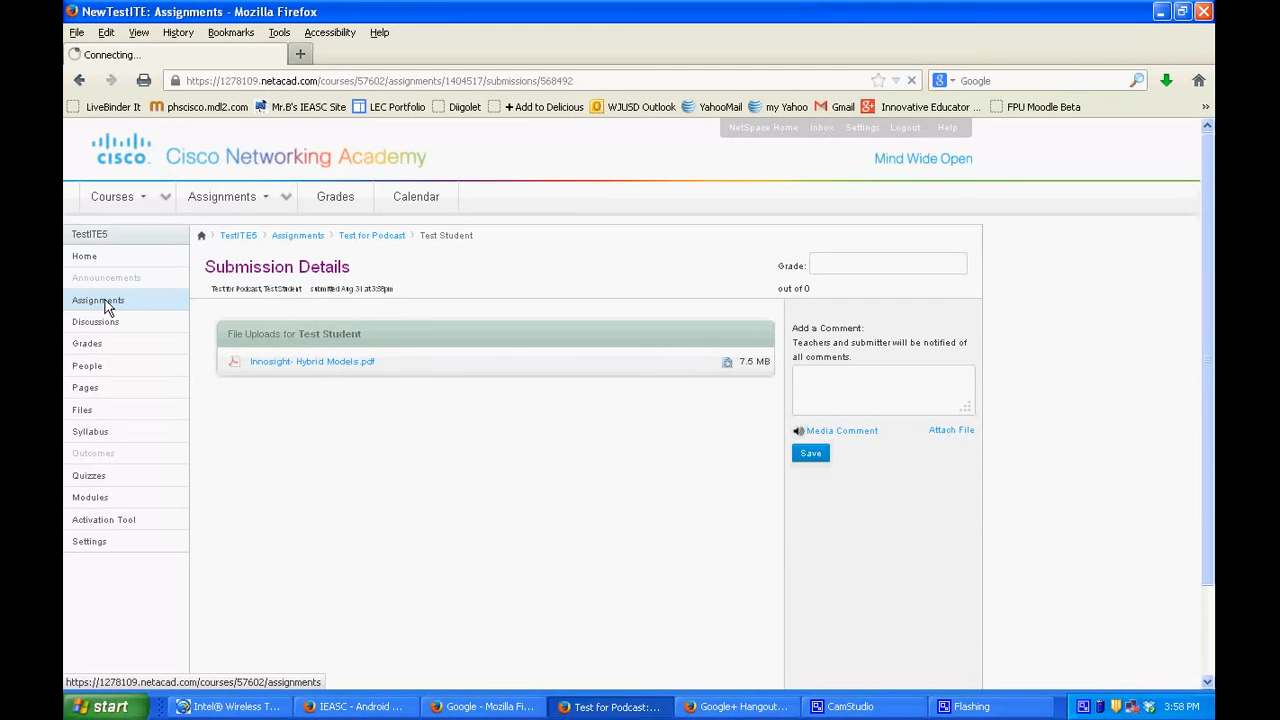 NewTestITE: Assignments - Mozilla Firefox
File Edit View History Bookmarks Tools Accessibility Help
Connecting...
https://1278109.netacad.com/courses/57602/assignments/1404517/submissions/568492
Google
LiveBinder It phscisco.mdl2.com Mr.B's IEASC Site LEC Portfolio Diigolet + Add to Delicious WJUSD Outlook YahooMail my Yahoo Gmail Innovative Educator ... FPU Moodle Beta
NetSpace Home Inbox Settings Logout Help
CISCO. Cisco Networking Academy
Mind Wide Open
Courses Assignments Grades Calendar
TestITE5
Home
Announcements
Assignments
Discussions
Grades
People
Pages
Files
Syllabus
Outcomes
Quizzes
Modules
Activation Tool
Settings
TestITE5 Assignments Test for Podcast Test Student
Submission Details
Test for Podcast, Test Student submitted Aug 31 at 3:58pm
Grade:
out of 0
File Uploads for Test Student
Innosight- Hybrid Models.pdf 7.5 MB
Add a Comment:
Teachers and submitter will be notified of
all comments.
Media Comment Attach File
Save
https://1278109.netacad.com/courses/57602/assignments
start Intel® Wireless T... IEASC - Android ... Google - Mozilla Fi... Test for Podcast:... Google+ Hangout... CamStudio Flashing 3:58 PM